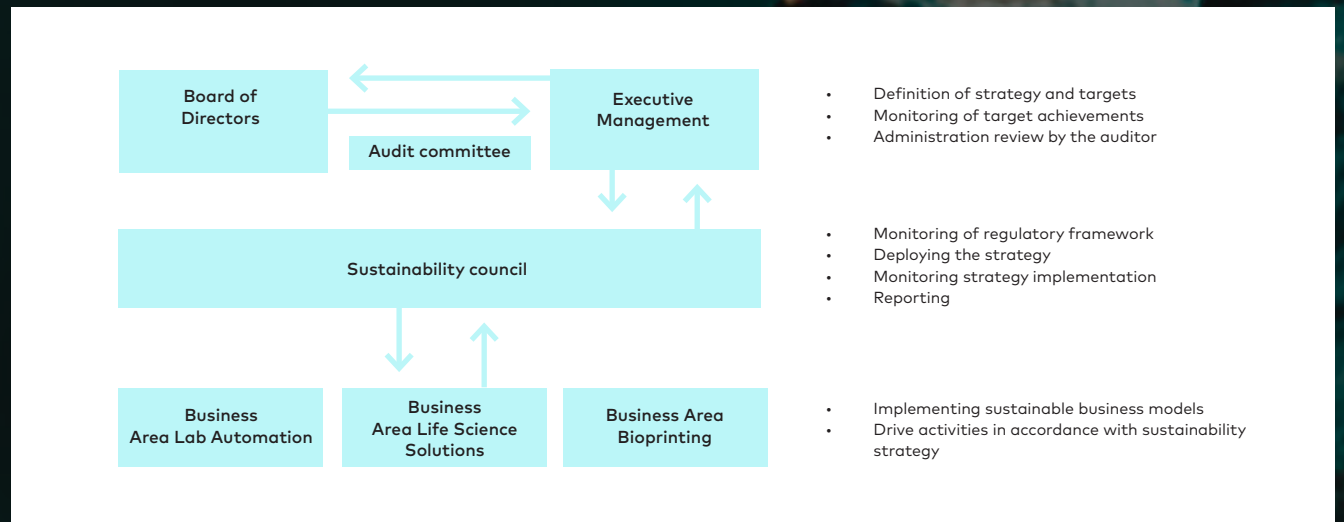 Board of
Directors
Executive
Management
Audit committee
• Definition of strategy and targets
• Monitoring of target achievements
• Administration review by the auditor
Sustainability council
• Monitoring of regulatory framework
• Deploying the strategy
• Monitoring strategy implementation
• Reporting
Business
Area Lab Automation
Business
Area Life Science
Solutions
Business Area
Bioprinting
• Implementing sustainable business models
• Drive activities in accordance with sustainability
strategy